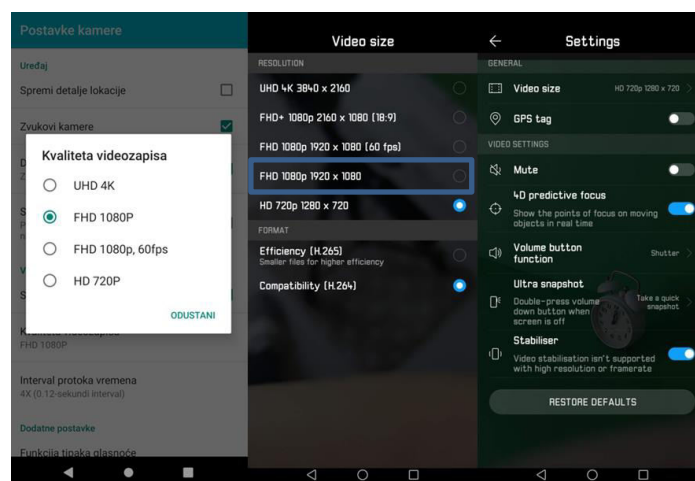 Postavke kamere
Uređaj
Spremi detalje lokacije
Zvukovi kamere
Kvaliteta videozapisa
UHD 4K
FHD 1080P
FHD 1080p, 60fps
HD 720P
ODUSTANI
FHD 1080P
Interval protoka vremena
4X (0.12-sekundi interval)
Dodatne postavke
Funkcija tipaka glasnoće
Video size
RESOLUTION
UHD 4K 3840 x 2160
FHD+ 1080p 2160 x 1080 (18:9)
FHD 1080p 1920 x 1080 (60 fps)
FHD 1080p 1920 x 1080
HD 720p 1280 x 720
FORMAT
Efficiency (H.265)
Smaller files for higher efficiency
Compatibility (H.264)
Settings
GENERAL
Video size HD 720p 1280 x 720
GPS tag
VIDEO SETTINGS
Mute
4D predictive focus
Show the points of focus on moving
objects in real time
Volume button
function Shutter
Ultra snapshot
Double-press volume
down button when
screen is off
Take a quick
snapshot
Stabiliser
Video stabilisation isn't supported
with high resolution or framerate
RESTORE DEFAULTS